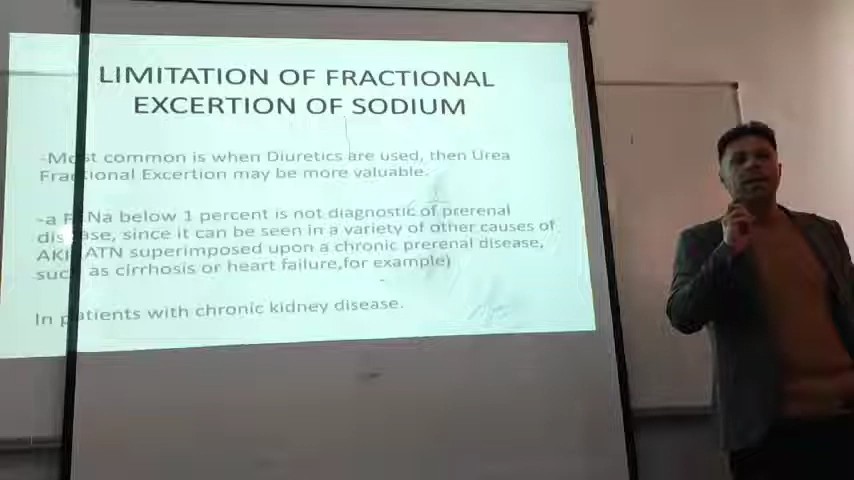 LIMITATION OF FRACTIONAL
EXCERTION OF SODIUM
-Most common is when Diuretics are used, then Urea
Fractional Excertion may be more valuable.
-a FENa below 1 percent is not diagnostic of prerenal
disease, since it can be seen in a variety of other causes of
AKI(ATN superimposed upon a chronic prerenal disease,
such as cirrhosis or heart failure,for example)
In patients with chronic kidney disease.